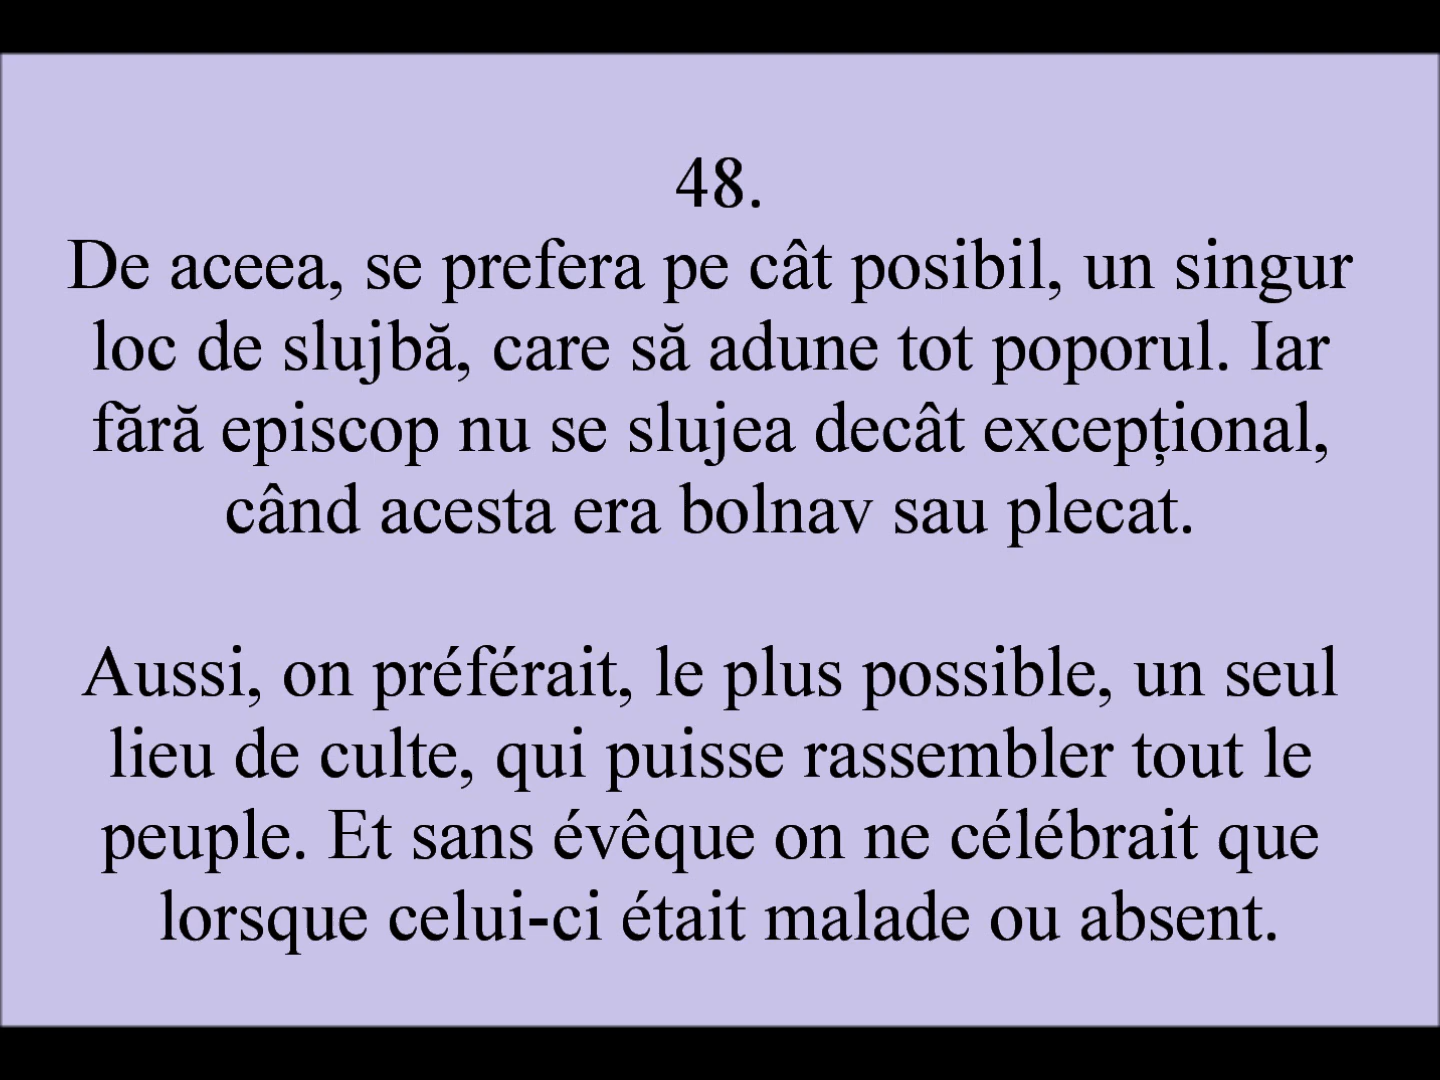 48.
De aceea, se prefera pe cât posibil, un singur
loc de slujbă, care să adune tot poporul. Iar
fără episcop nu se slujea decât excepțional,
când acesta era bolnav sau plecat.
Aussi, on préférait, le plus possible, un seul
lieu de culte, qui puisse rassembler tout le
peuple. Et sans évêque on ne célébrait que
lorsque celui-ci était malade ou absent.